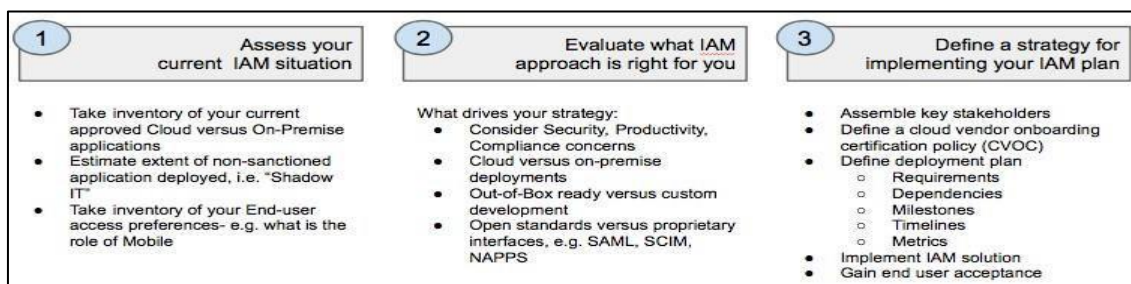 1
Assess your
current IAM situation
● Take inventory of your current
approved Cloud versus On-Premise
applications
● Estimate extent of non-sanctioned
application deployed, i.e. “Shadow
IT”
● Take inventory of your End-user
access preferences- e.g. what is the
role of Mobile
2
Evaluate what IAM
approach is right for you
What drives your strategy:
● Consider Security, Productivity,
Compliance concerns
● Cloud versus on-premise
deployments
● Out-of-Box ready versus custom
development
● Open standards versus proprietary
interfaces, e.g. SAML, SCIM,
NAPPS
3
Define a strategy for
implementing your IAM plan
● Assemble key stakeholders
● Define a cloud vendor onboarding
certification policy (CVOC)
● Define deployment plan
○ Requirements
○ Dependencies
○ Milestones
○ Timelines
○ Metrics
● Implement IAM solution
● Gain end user acceptance